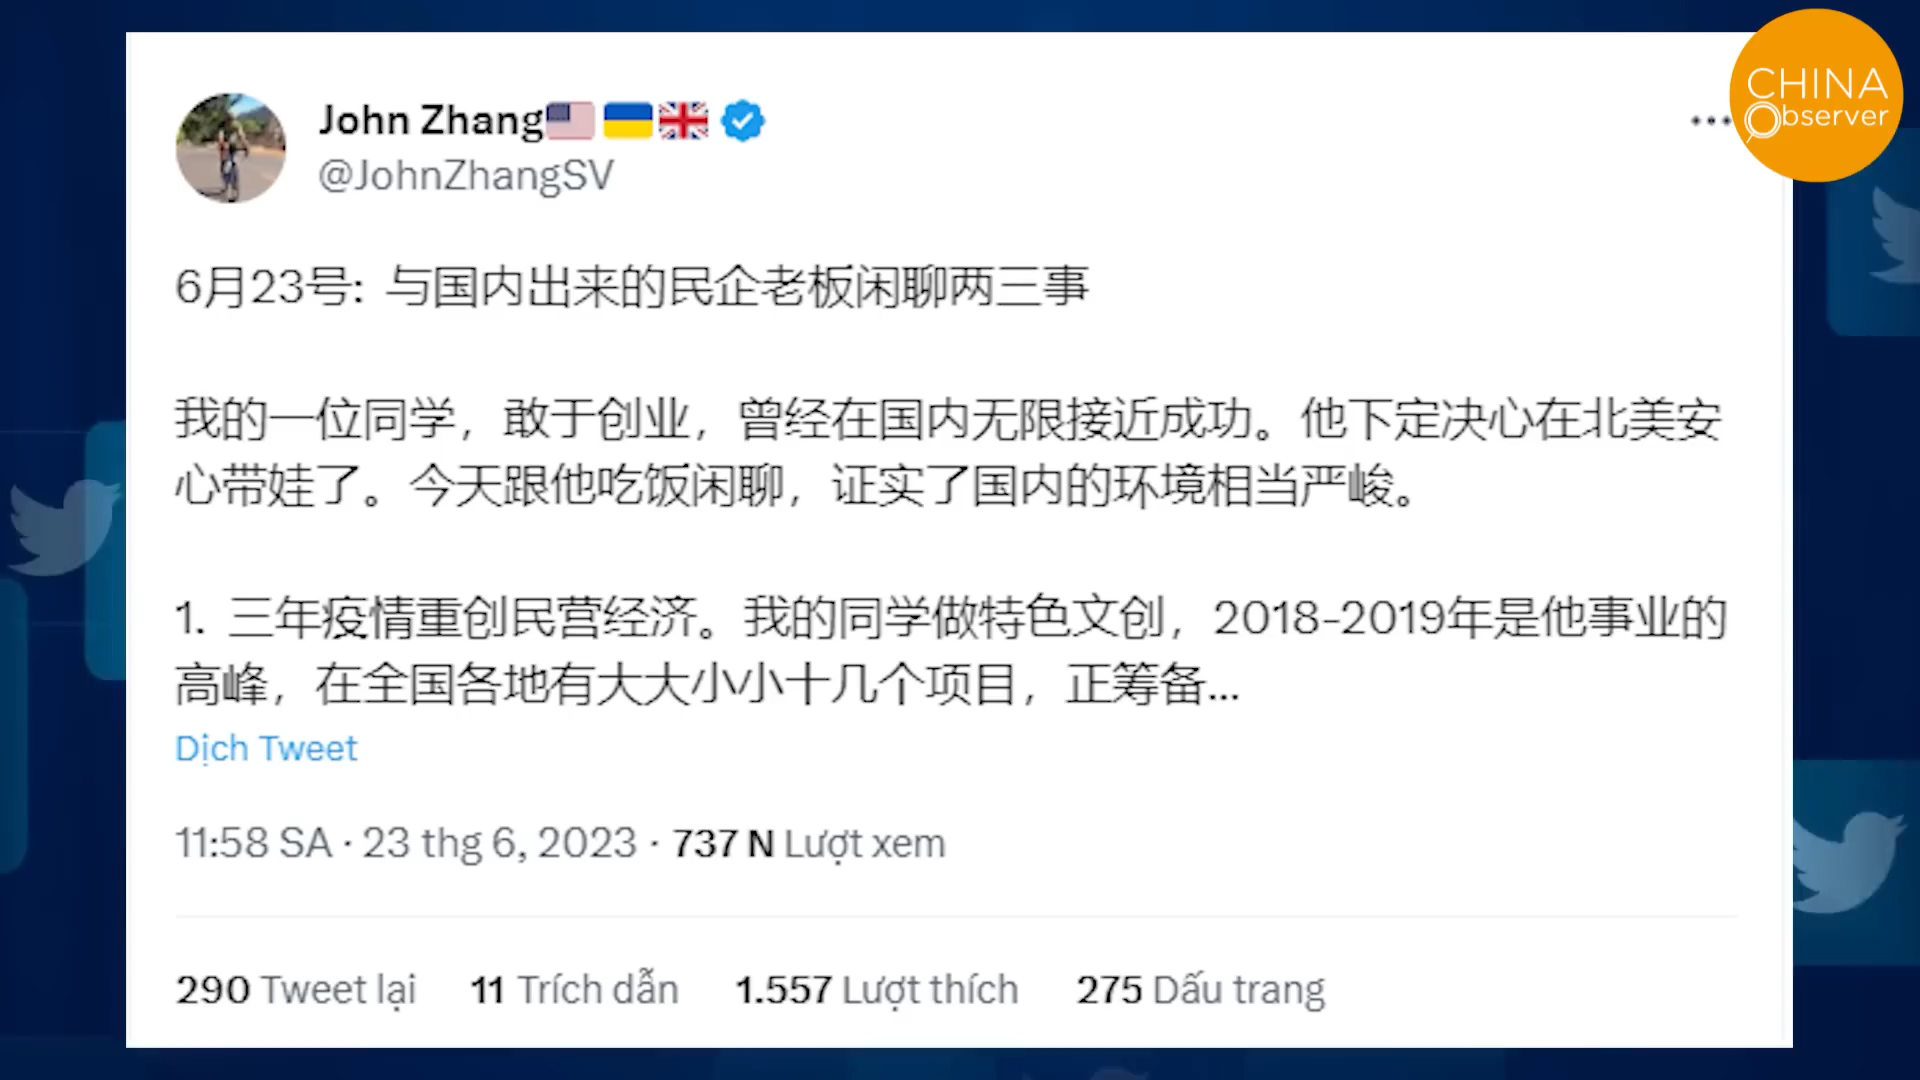 CHINA
Observer
John Zhang
@JohnZhangSV
6月23号: 与国内出来的民企老板闲聊两三事
我的一位同学，敢于创业，曾经在国内无限接近成功。他下定决心在北美安
心带娃了。今天跟他吃饭闲聊，证实了国内的环境相当严峻。
1. 三年疫情重创民营经济。我的同学做特色文创，2018-2019年是他事业的
高峰，在全国各地有大大小小十几个项目，正筹备...
Dịch Tweet
11:58 SA · 23 thg 6, 2023 · 737 N Lượt xem
290 Tweet lại 11 Trích dẫn 1.557 Lượt thích 275 Dấu trang